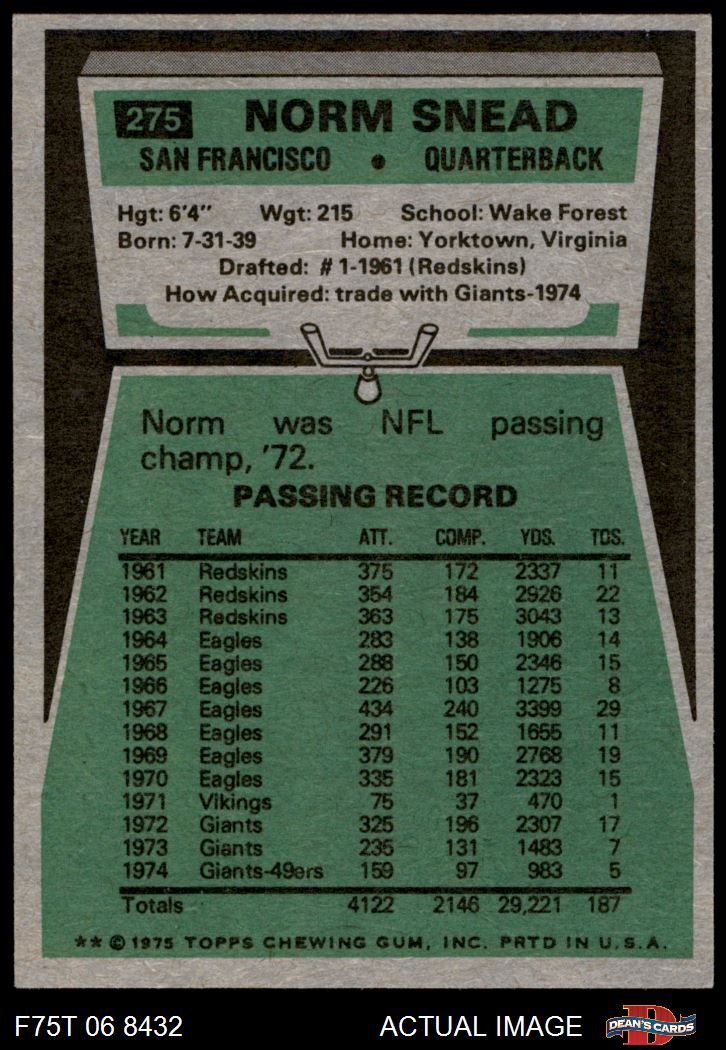 275 NORM SNEAD
SAN FRANCISCO • QUARTERBACK
Hgt: 6'4" Wgt: 215 School: Wake Forest
Born: 7-31-39 Home: Yorktown, Virginia
Drafted: #1-1961 (Redskins)
How Acquired: trade with Giants-1974
Norm was NFL passing
champ, '72.
PASSING RECORD
YEAR TEAM ATT. COMP. YDS. TDS.
1961 Redskins 375 172 2337 11
1962 Redskins 354 184 2926 22
1963 Redskins 363 175 3043 13
1964 Eagles 283 138 1906 14
1965 Eagles 288 150 2346 15
1966 Eagles 226 103 1275 8
1967 Eagles 434 240 3399 29
1968 Eagles 291 152 1655 11
1969 Eagles 379 190 2768 19
1970 Eagles 335 181 2323 15
1971 Vikings 75 37 470 1
1972 Giants 325 196 2307 17
1973 Giants 235 131 1483 7
1974 Giants-49ers 159 97 983 5
Totals 4122 2146 29,221 187
** © 1975 TOPPS CHEWING GUM, INC. PRTD IN U.S.A.
F75T 06 8432 ACTUAL IMAGE D DEAN'S CARDS